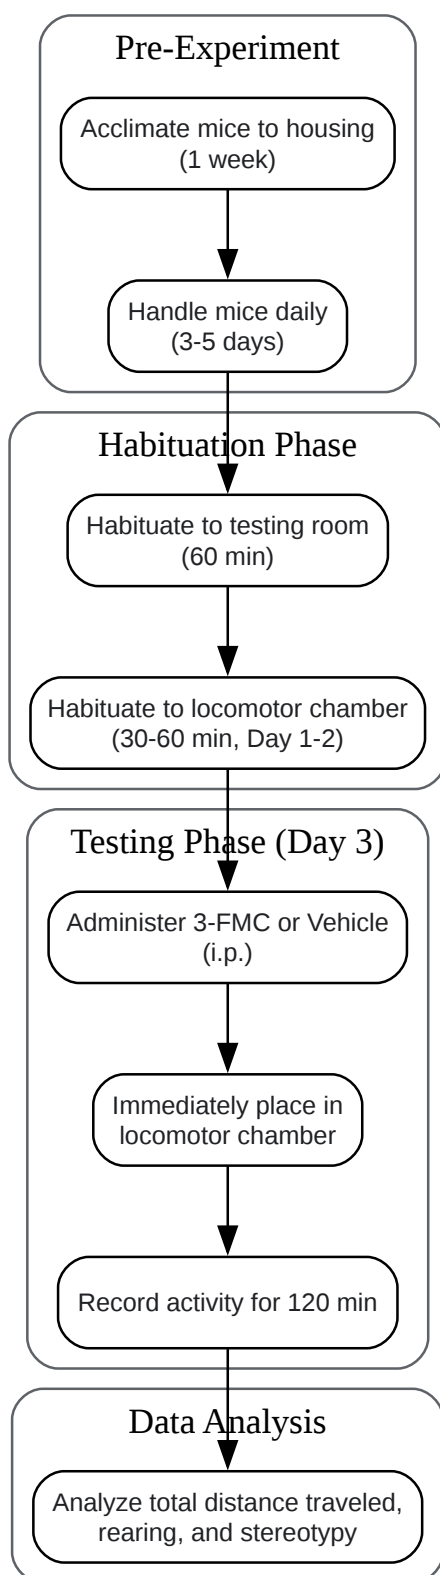 Pre-Experiment
Acclimate mice to housing
(1 week)
Handle mice daily
(3-5 days)
Habituation Phase
Habituate to testing room
(60 min)
Habituate to locomotor chamber
(30-60 min, Day 1-2)
Testing Phase (Day 3)
Administer 3-FMC or Vehicle
(i.p.)
Immediately place in
locomotor chamber
Record activity for 120 min
Data Analysis
Analyze total distance traveled,
rearing, and stereotypy